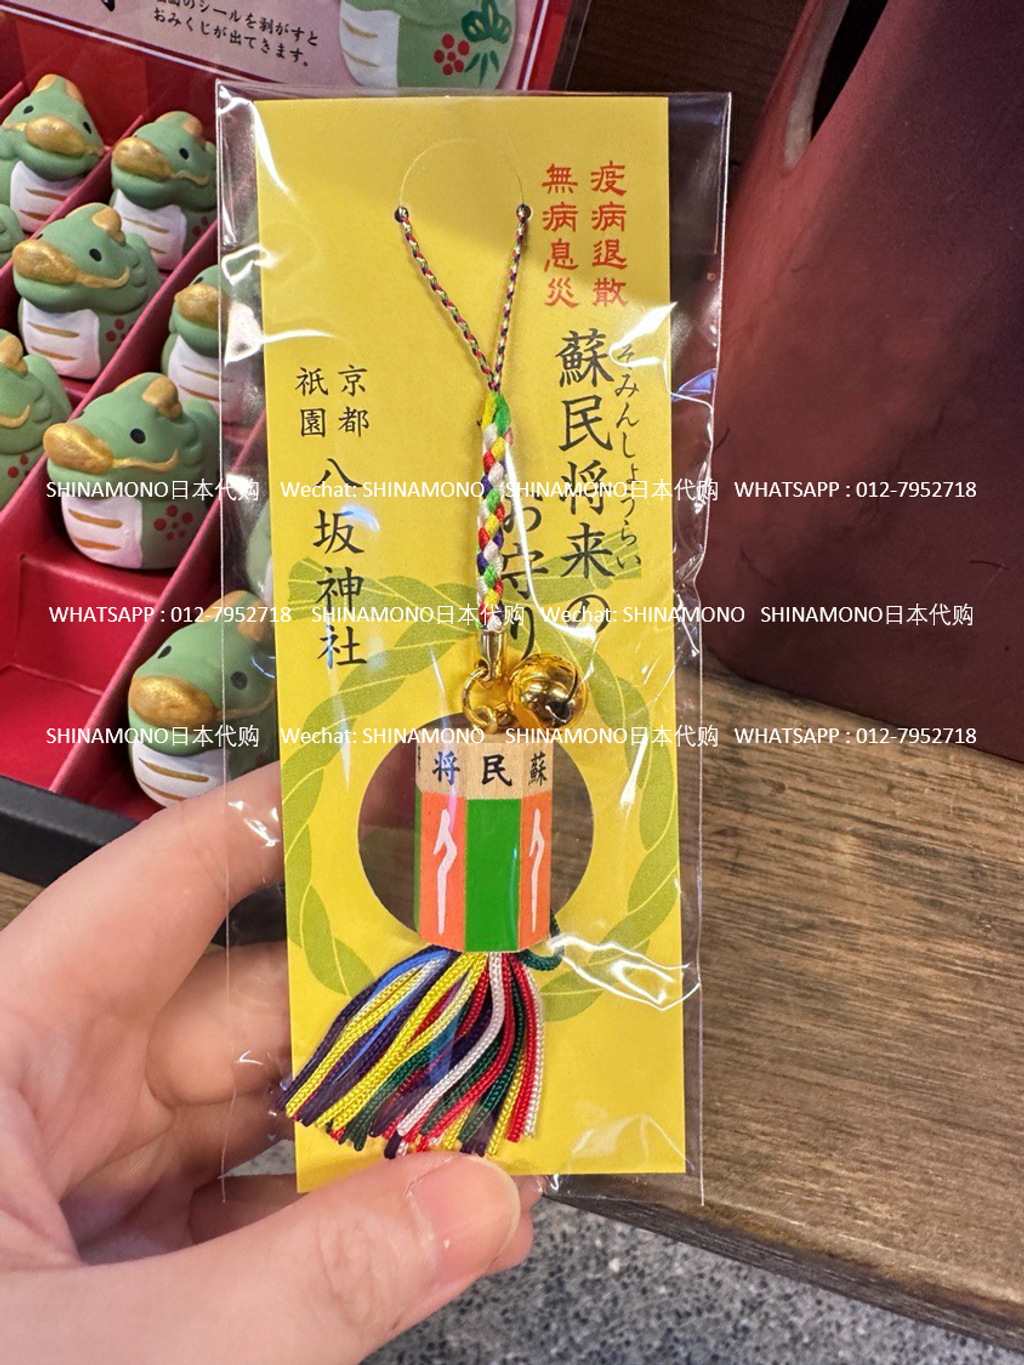 のシールを剥がすと
おみくじが出てきます。
疫病退散
無病息災
蘇民将来の
そみんしょうらい
お守り
京都
祇園
八坂神社
将民蘇
SHINAMONO日本代购 Wechat: SHINAMONO SHINAMONO日本代购 WHATSAPP : 012-7952718
WHATSAPP : 012-7952718 SHINAMONO日本代购 Wechat: SHINAMONO SHINAMONO日本代购
SHINAMONO日本代购 Wechat: SHINAMONO SHINAMONO日本代购 WHATSAPP : 012-7952718